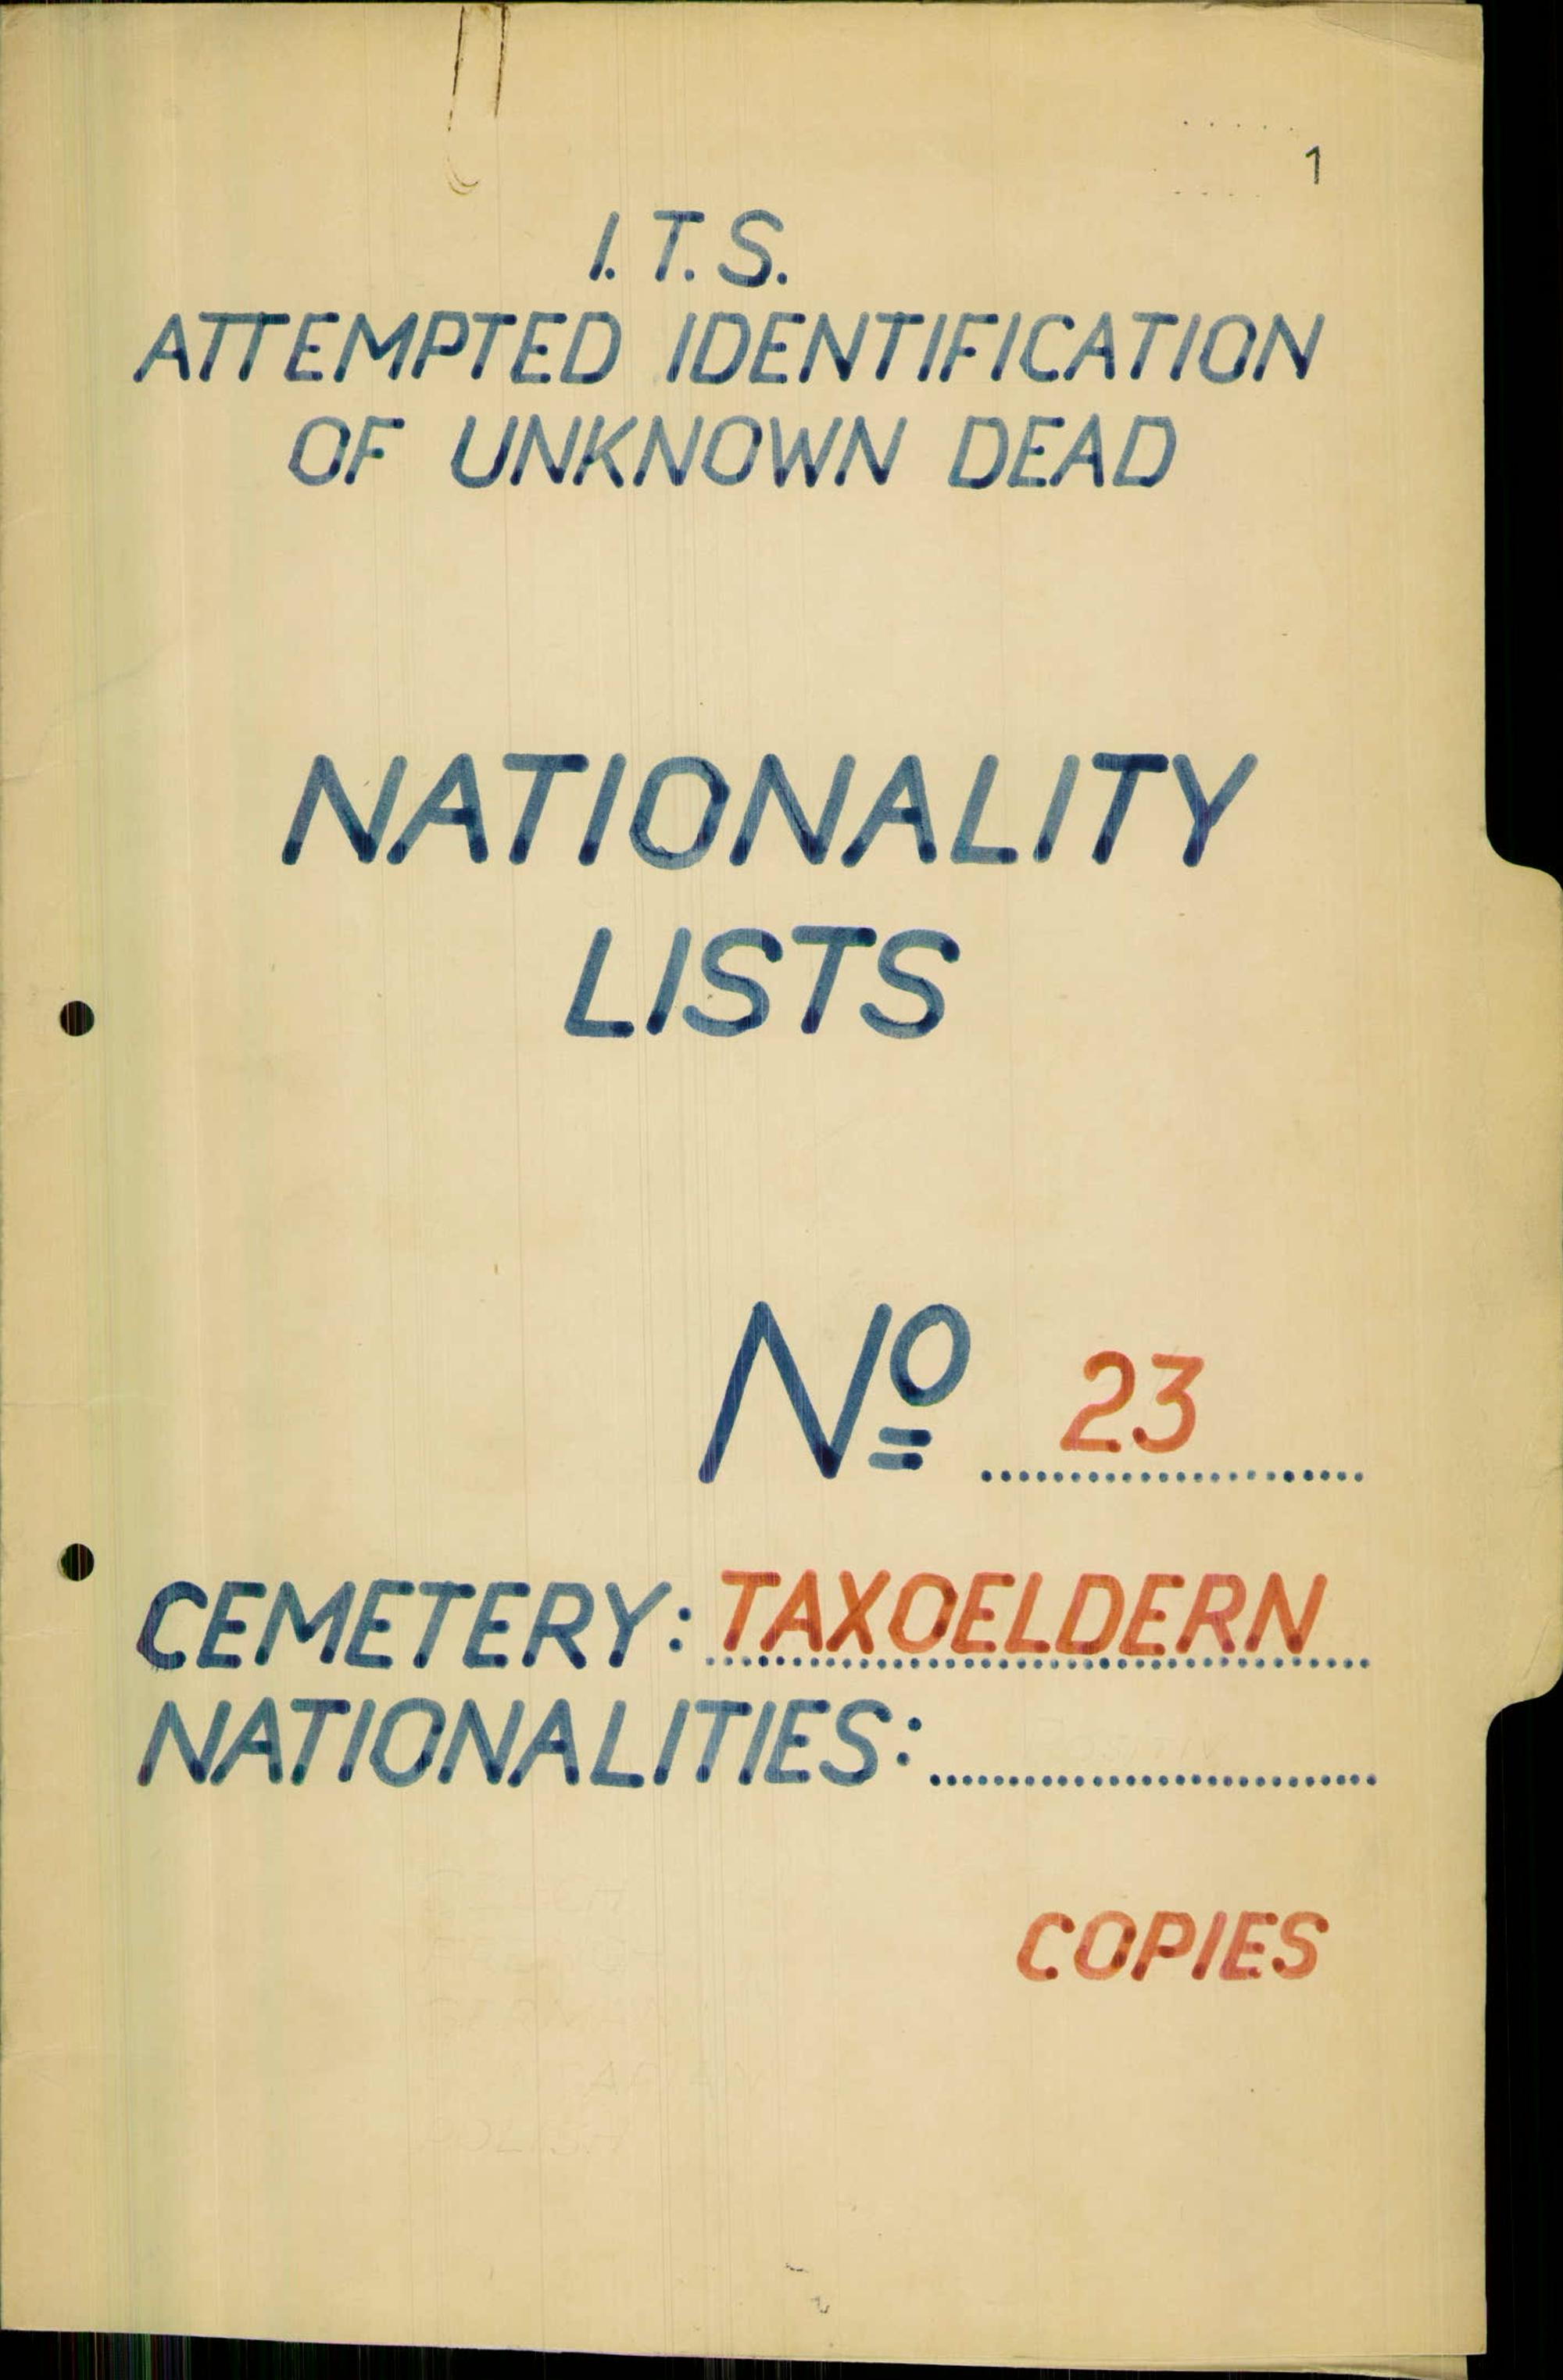 1
I. T. S.
ATTEMPTED IDENTIFICATION
OF UNKNOWN DEAD
NATIONALITY
LISTS
Nº 23
CEMETERY: TAXOELDERN
NATIONALITIES:
COPIES